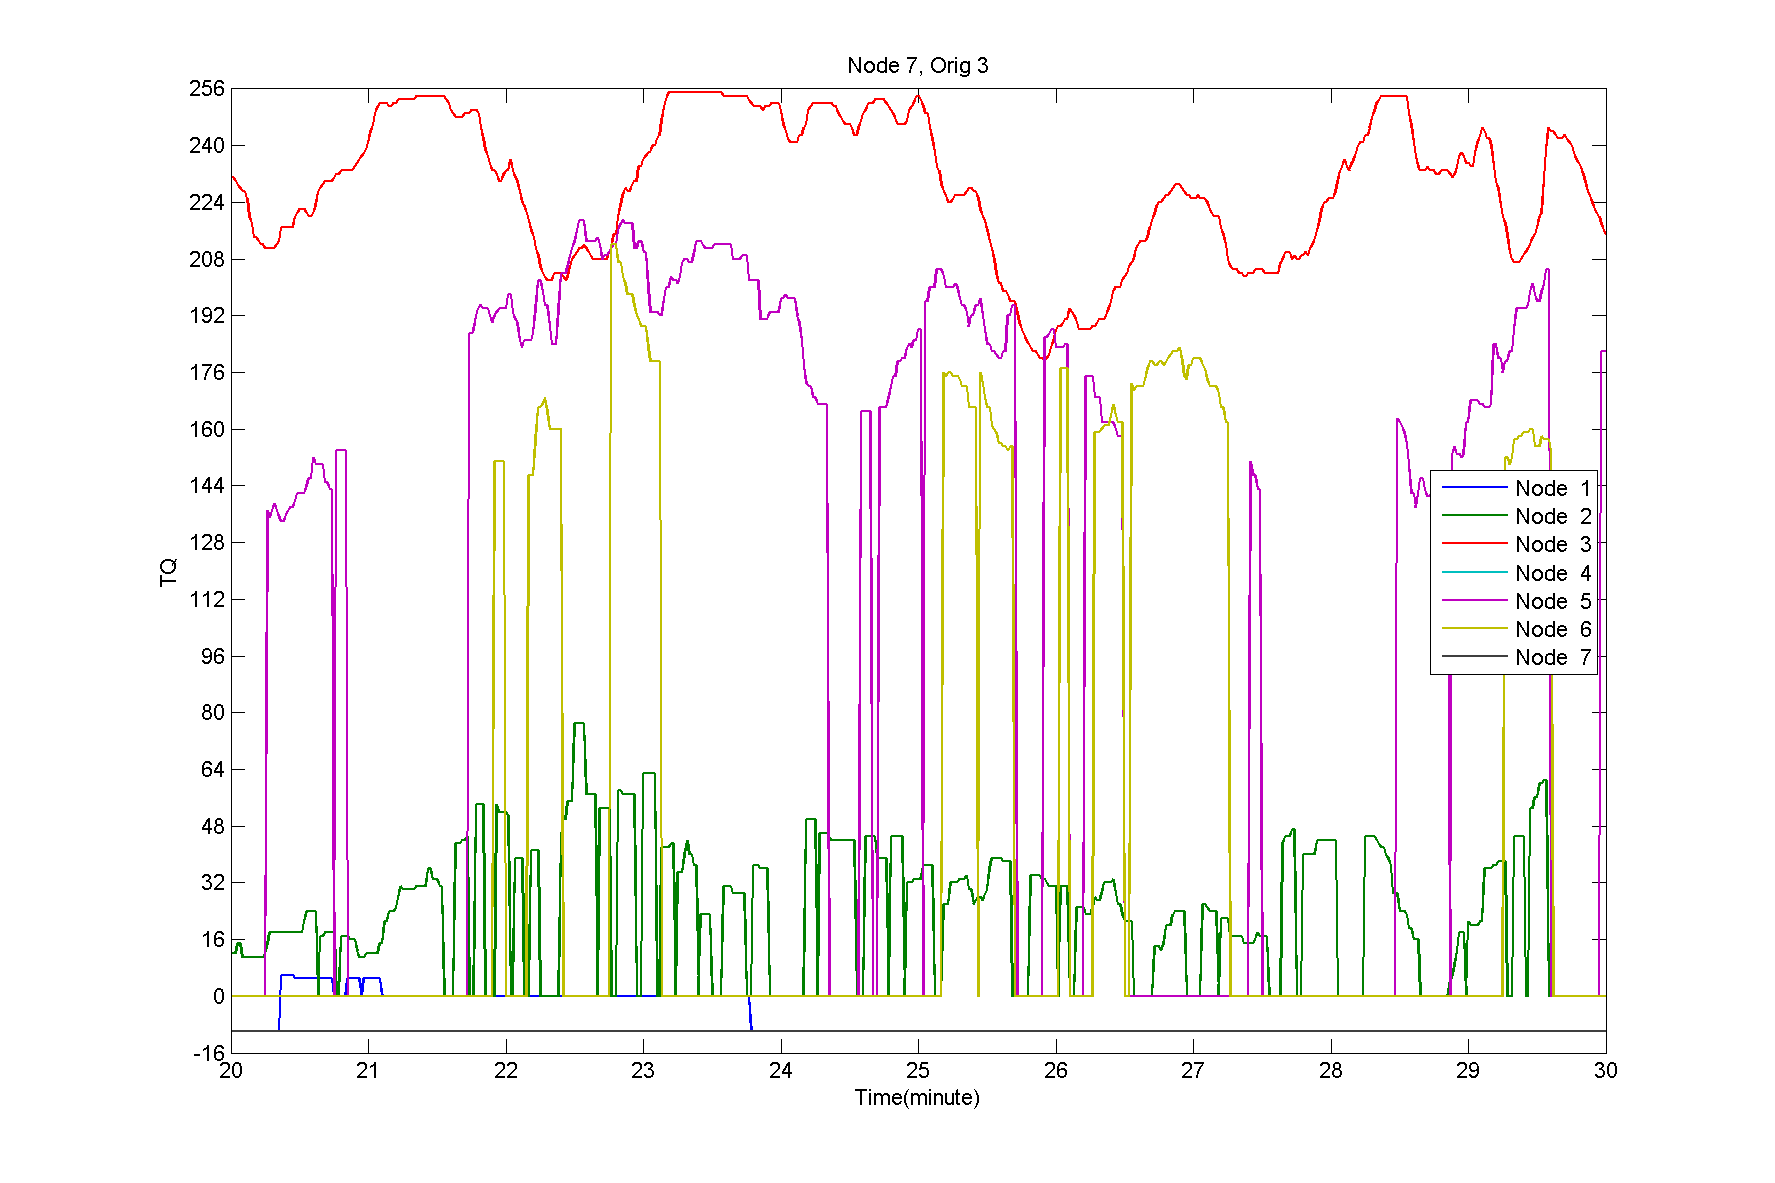 Node 7, Orig 3
256
240
224
208
192
176
160
144
128
112
96
80
64
48
32
16
0
-16
TQ
Node 1
Node 2
Node 3
Node 4
Node 5
Node 6
Node 7
20 21 22 23 24 25 26 27 28 29 30
Time(minute)